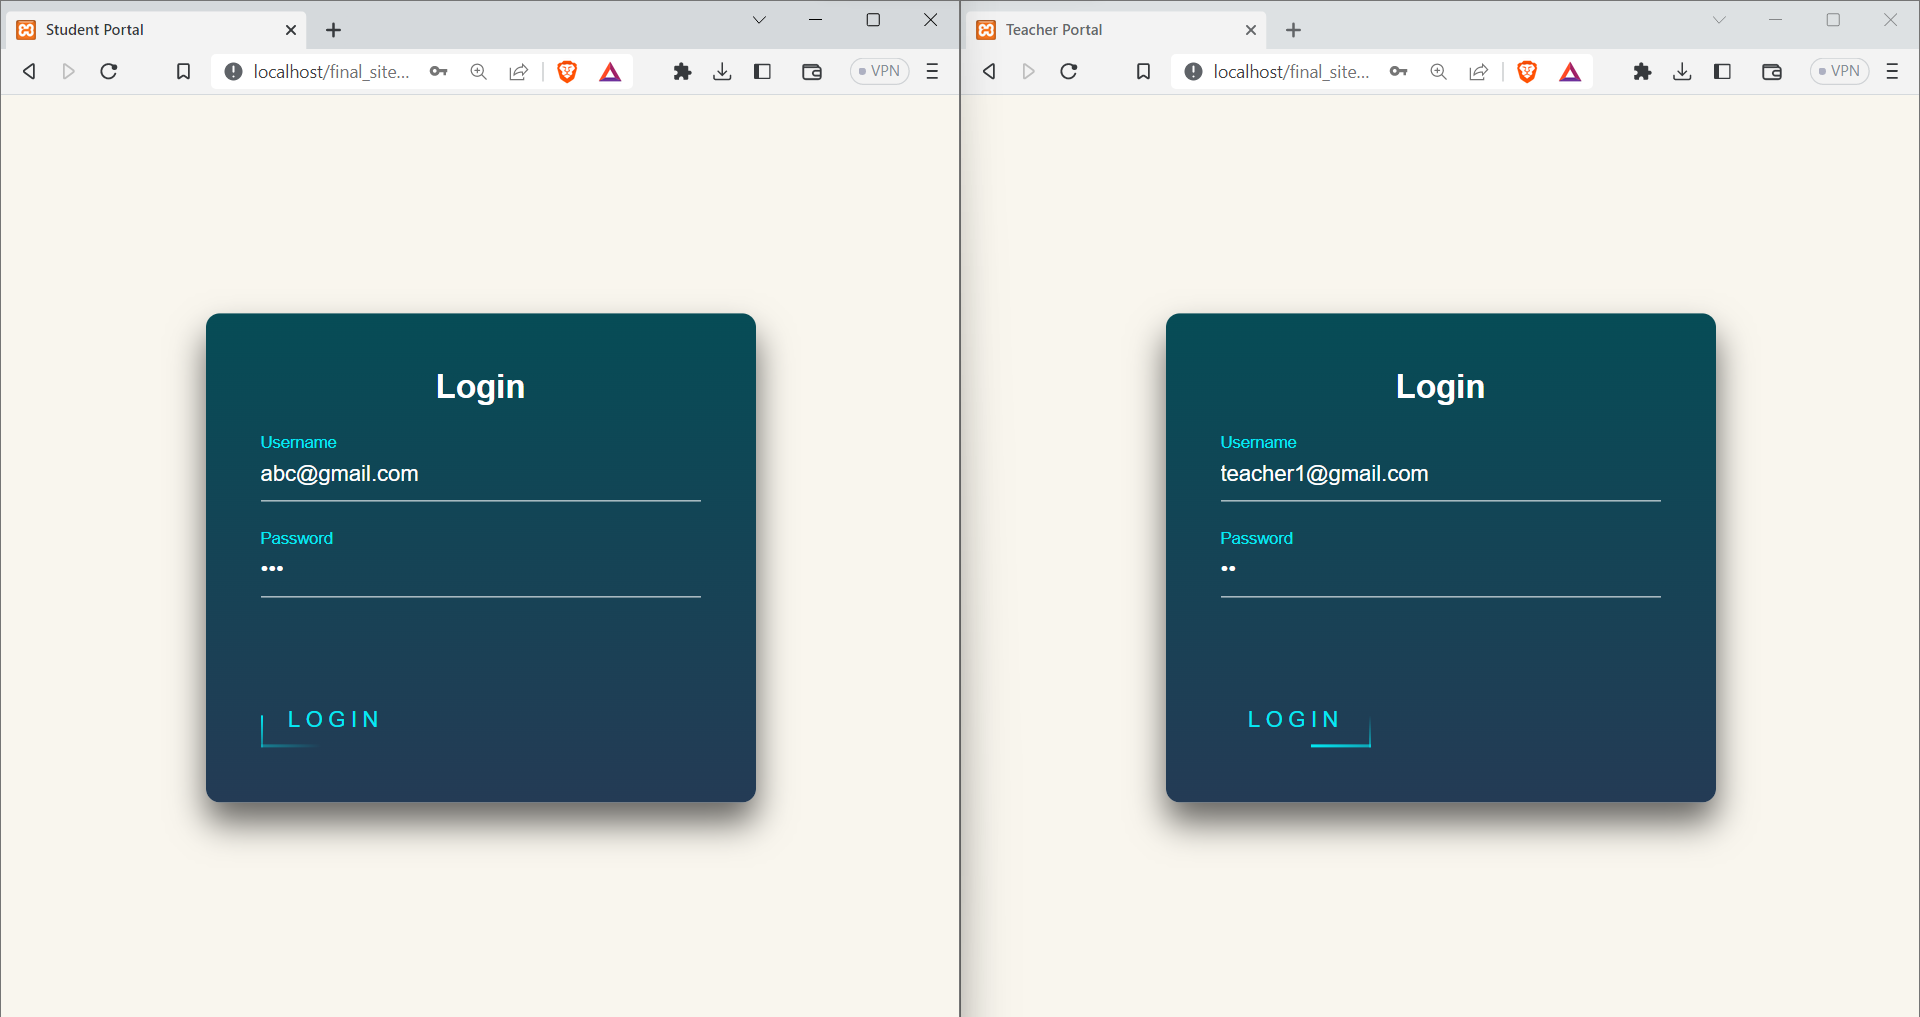 Student Portal
localhost/final_site...
VPN
Login
Username
abc@gmail.com
Password
•••
LOGIN
Teacher Portal
localhost/final_site...
VPN
Login
Username
teacher1@gmail.com
Password
••
LOGIN